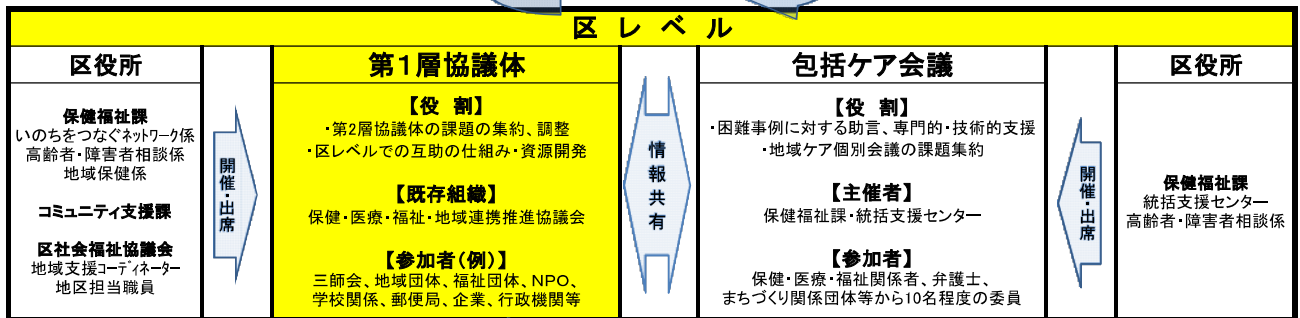 区 レ ベ ル
区役所
保健福祉課
いのちをつなぐネットワーク係
高齢者・障害者相談係
地域保健係
コミュニティ支援課
区社会福祉協議会
地域支援コーディネーター
地区担当職員
開催・出席
第１層協議体
【役 割】
・第2層協議体の課題の集約、調整
・区レベルでの互助の仕組み・資源開発
【既存組織】
保健・医療・福祉・地域連携推進協議会
【参加者（例）】
三師会、地域団体、福祉団体、NPO、
学校関係、郵便局、企業、行政機関等
情報共有
包括ケア会議
【役 割】
・困難事例に対する助言、専門的・技術的支援
・地域ケア個別会議の課題集約
【主催者】
保健福祉課・統括支援センター
【参加者】
保健・医療・福祉関係者、弁護士、
まちづくり関係団体等から10名程度の委員
開催・出席
区役所
保健福祉課
統括支援センター
高齢者・障害者相談係